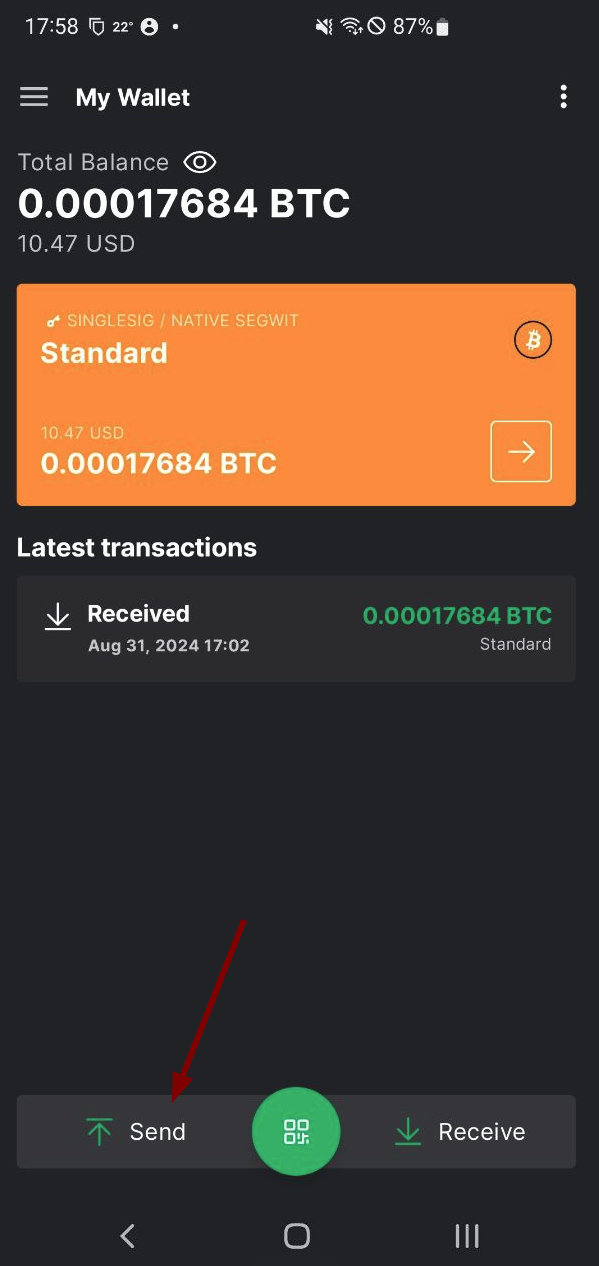 17:58 22° 87%
My Wallet
Total Balance
0.00017684 BTC
10.47 USD
SINGLESIG / NATIVE SEGWIT
Standard
10.47 USD
0.00017684 BTC
Latest transactions
Received 0.00017684 BTC
Aug 31, 2024 17:02 Standard
Send Receive